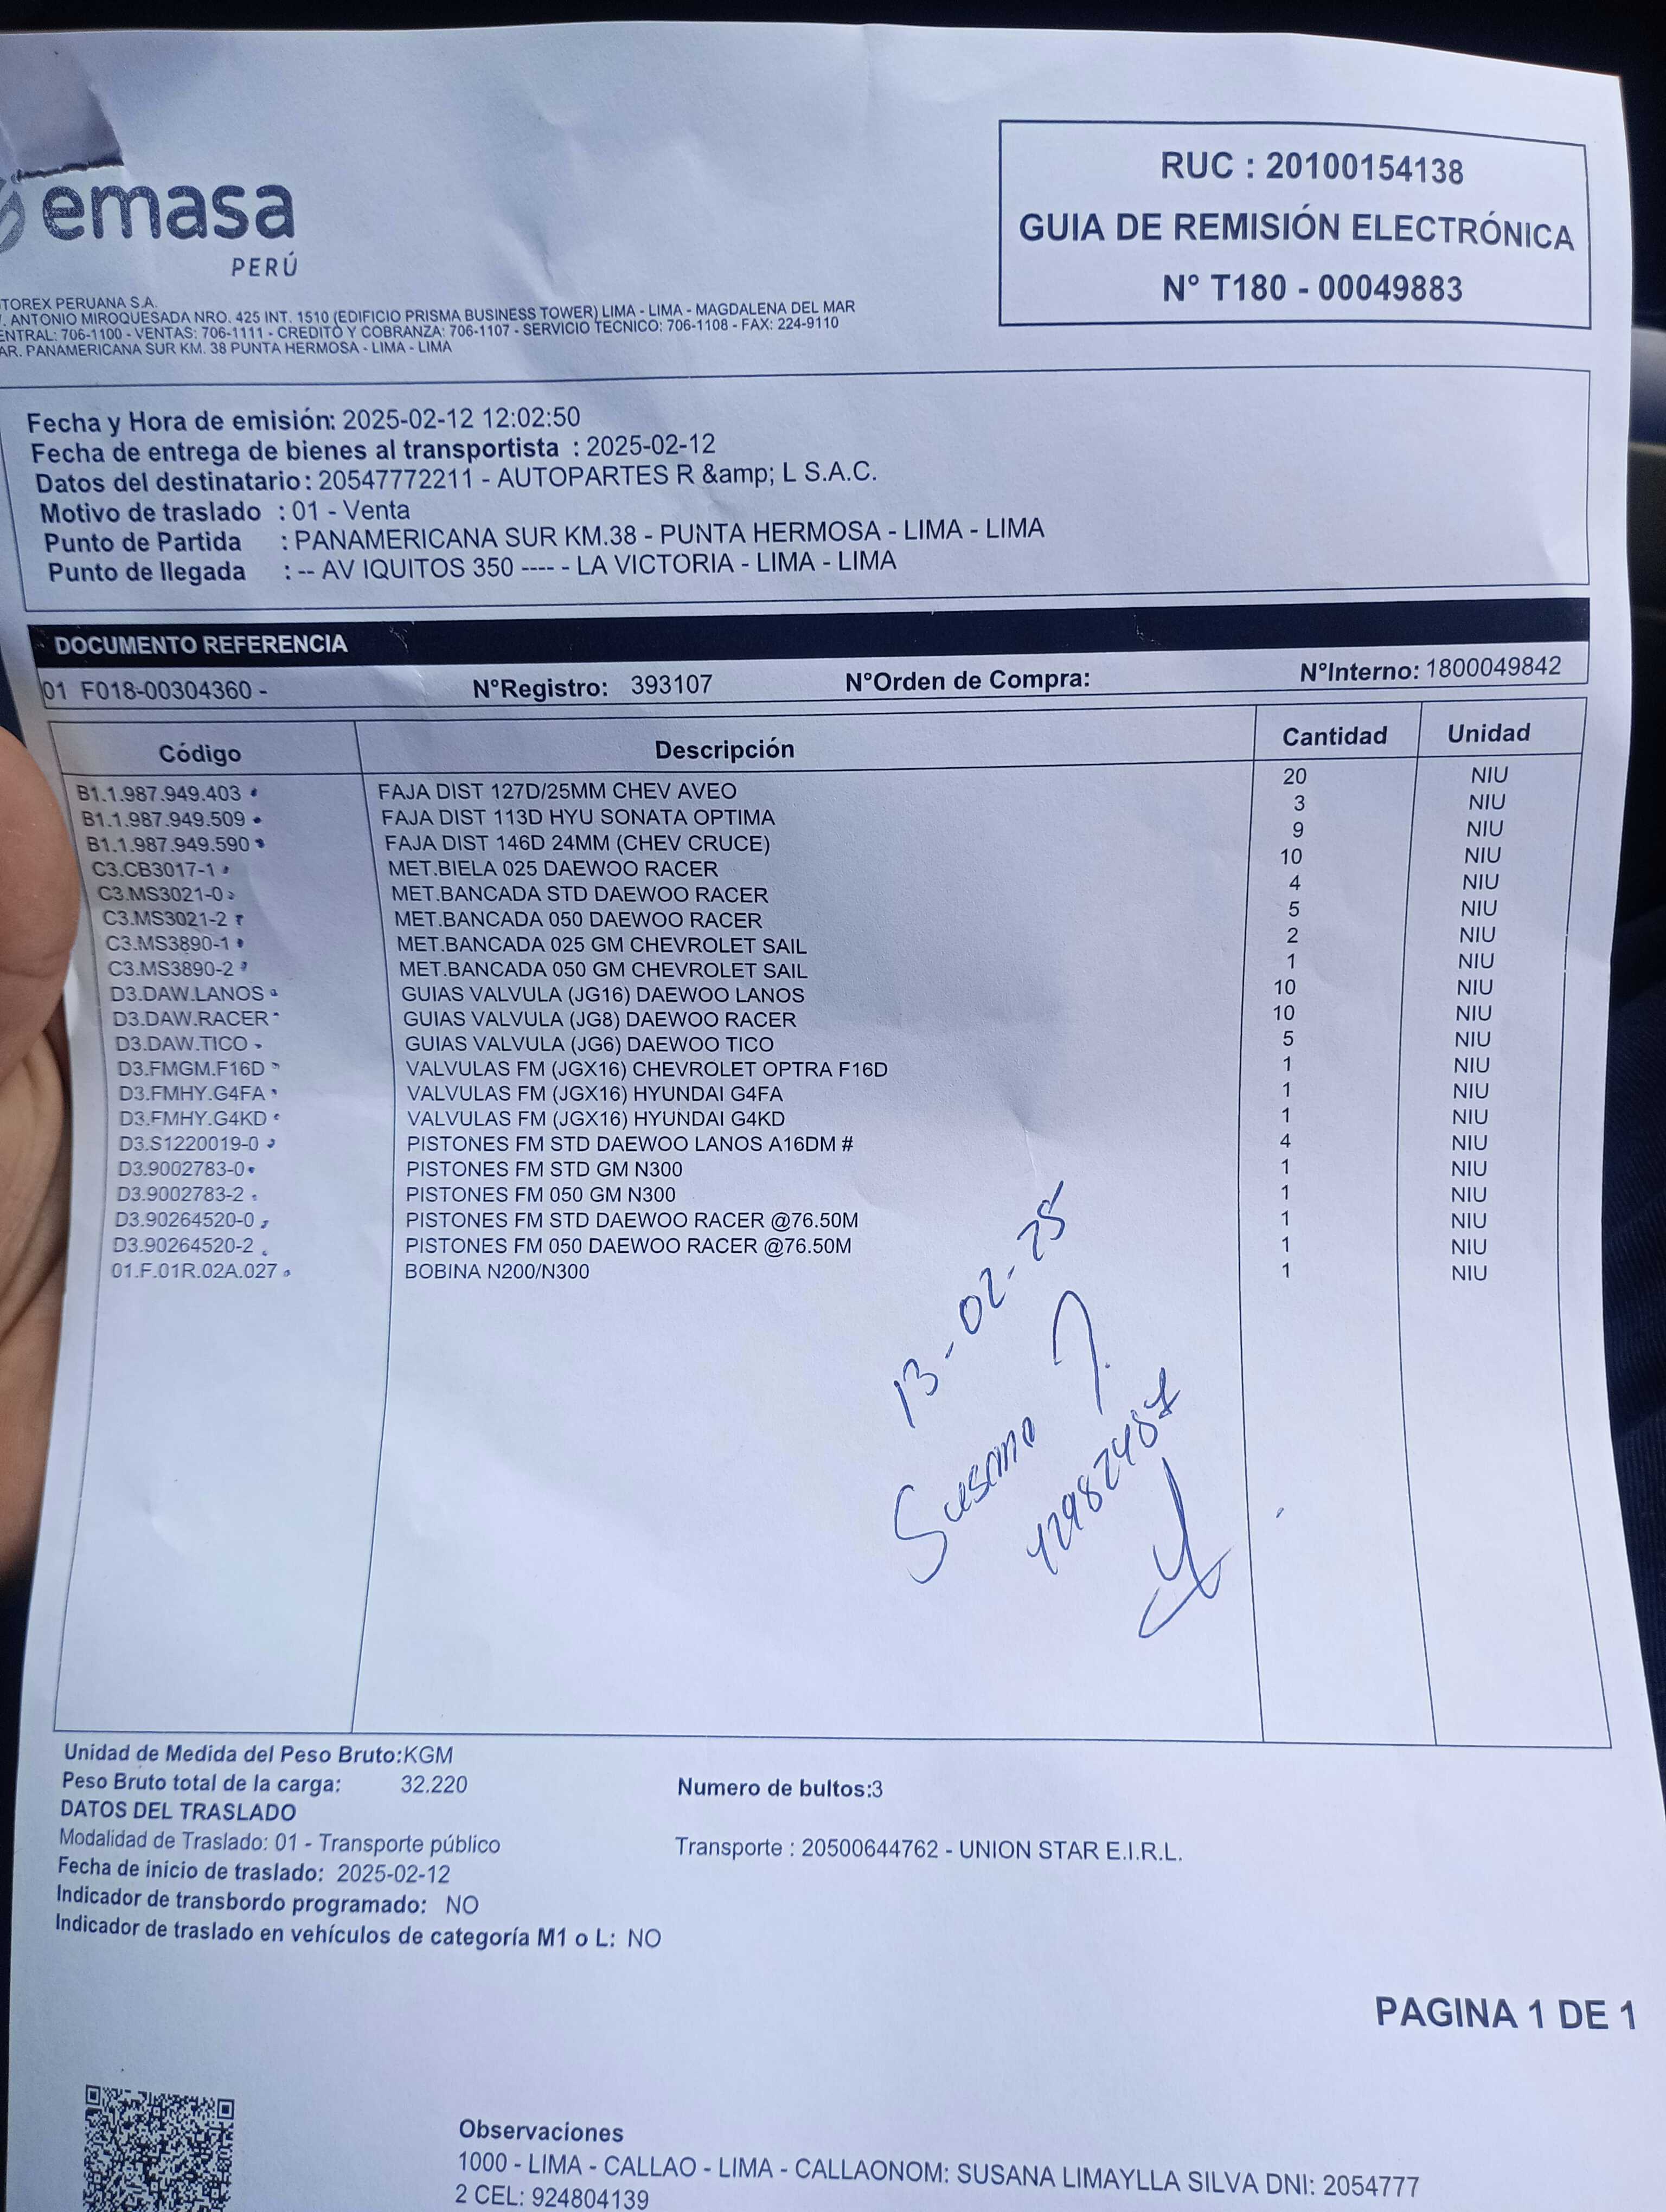 emasa
PERÚ
TOREX PERUANA S.A.
. ANTONIO MIROQUESADA NRO. 425 INT. 1510 (EDIFICIO PRISMA BUSINESS TOWER) LIMA - LIMA - MAGDALENA DEL MAR
ENTRAL: 706-1100 - VENTAS: 706-1111 - CREDITO Y COBRANZA: 706-1107 - SERVICIO TECNICO: 706-1108 - FAX: 224-9110
AR. PANAMERICANA SUR KM. 38 PUNTA HERMOSA - LIMA - LIMA
RUC : 20100154138
GUIA DE REMISIÓN ELECTRÓNICA
N° T180 - 00049883
Fecha y Hora de emisión: 2025-02-12 12:02:50
Fecha de entrega de bienes al transportista : 2025-02-12
Datos del destinatario : 20547772211 - AUTOPARTES R &amp; L S.A.C.
Motivo de traslado : 01 - Venta
Punto de Partida : PANAMERICANA SUR KM.38 - PUNTA HERMOSA - LIMA - LIMA
Punto de llegada : -- AV IQUITOS 350 ---- - LA VICTORIA - LIMA - LIMA
DOCUMENTO REFERENCIA
01 F018-00304360 - N°Registro: 393107 N°Orden de Compra: N°Interno: 1800049842
Código Descripción Cantidad Unidad
B1.1.987.949.403 FAJA DIST 127D/25MM CHEV AVEO 20 NIU
B1.1.987.949.509 FAJA DIST 113D HYU SONATA OPTIMA 3 NIU
B1.1.987.949.590 FAJA DIST 146D 24MM (CHEV CRUCE) 9 NIU
C3.CB3017-1 MET.BIELA 025 DAEWOO RACER 10 NIU
C3.MS3021-0 MET.BANCADA STD DAEWOO RACER 4 NIU
C3.MS3021-2 MET.BANCADA 050 DAEWOO RACER 5 NIU
C3.MS3890-1 MET.BANCADA 025 GM CHEVROLET SAIL 2 NIU
C3.MS3890-2 MET.BANCADA 050 GM CHEVROLET SAIL 1 NIU
D3.DAW.LANOS GUIAS VALVULA (JG16) DAEWOO LANOS 10 NIU
D3.DAW.RACER GUIAS VALVULA (JG8) DAEWOO RACER 10 NIU
D3.DAW.TICO GUIAS VALVULA (JG6) DAEWOO TICO 5 NIU
D3.FMGM.F16D VALVULAS FM (JGX16) CHEVROLET OPTRA F16D 1 NIU
D3.FMHY.G4FA VALVULAS FM (JGX16) HYUNDAI G4FA 1 NIU
D3.FMHY.G4KD VALVULAS FM (JGX16) HYUNDAI G4KD 1 NIU
D3.S1220019-0 PISTONES FM STD DAEWOO LANOS A16DM # 4 NIU
D3.9002783-0 PISTONES FM STD GM N300 1 NIU
D3.9002783-2 PISTONES FM 050 GM N300 1 NIU
D3.90264520-0 PISTONES FM STD DAEWOO RACER @76.50M 1 NIU
D3.90264520-2 PISTONES FM 050 DAEWOO RACER @76.50M 1 NIU
01.F.01R.02A.027 BOBINA N200/N300 1 NIU
13-02-25
Susana
Unidad de Medida del Peso Bruto:KGM
Peso Bruto total de la carga: 32.220 Numero de bultos:3
DATOS DEL TRASLADO
Modalidad de Traslado: 01 - Transporte público Transporte : 20500644762 - UNION STAR E.I.R.L.
Fecha de inicio de traslado: 2025-02-12
Indicador de transbordo programado: NO
Indicador de traslado en vehículos de categoría M1 o L: NO
PAGINA 1 DE 1
Observaciones
1000 - LIMA - CALLAO - LIMA - CALLAONOM: SUSANA LIMAYLLA SILVA DNI: 2054777
2 CEL: 924804139